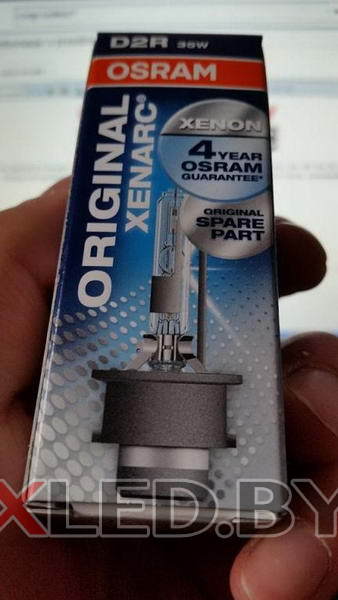 D2R 35W
OSRAM
ORIGINAL
XENARC®
XENON
4 YEAR
OSRAM
GUARANTEE*
ORIGINAL
SPARE
PART
XLED.BY